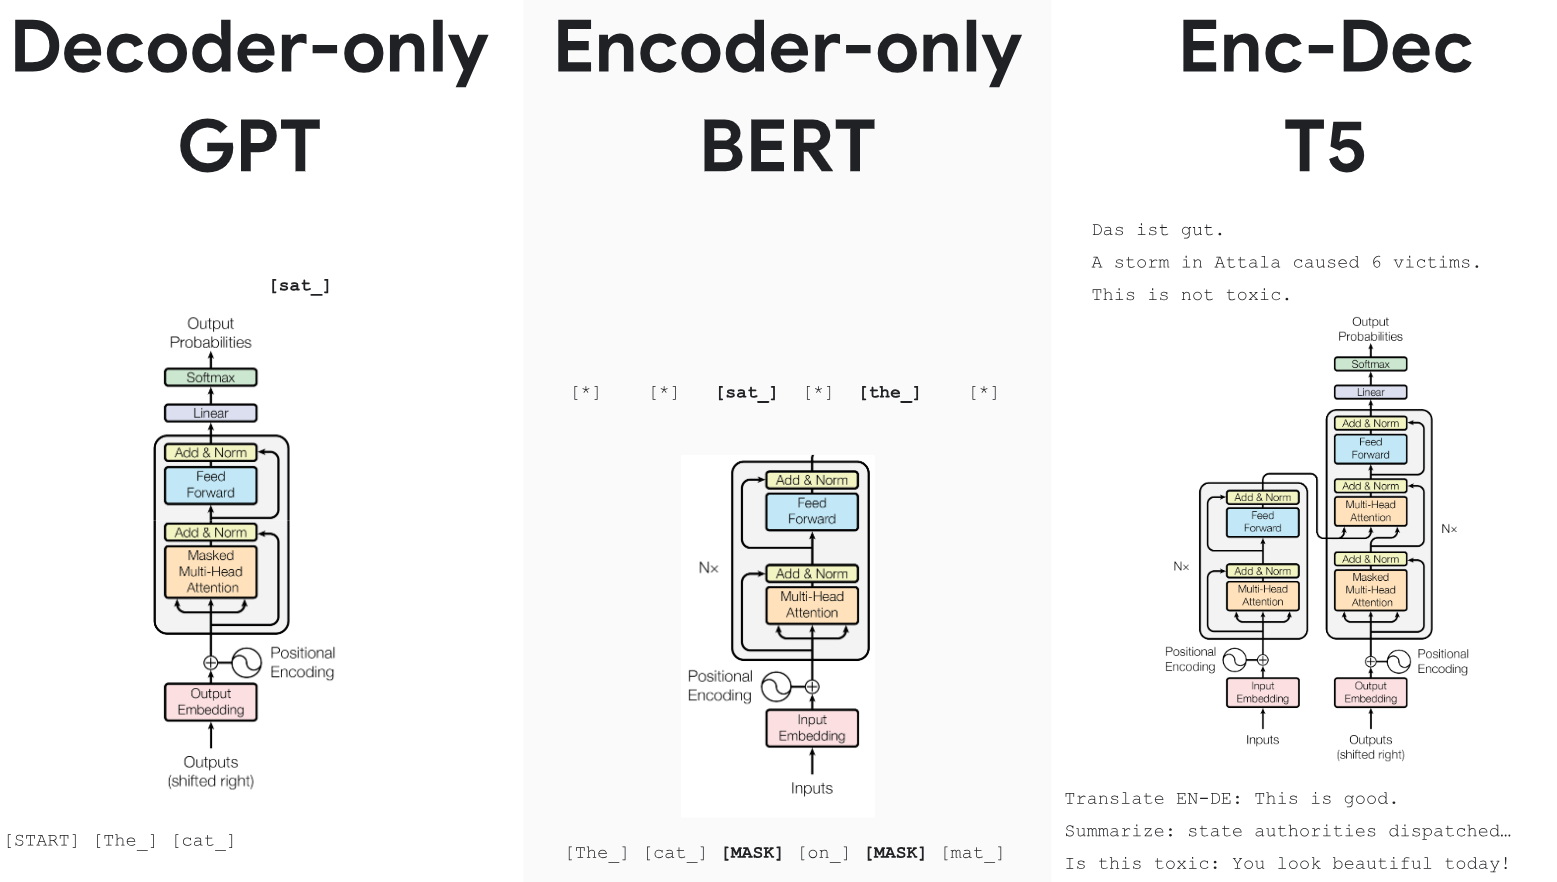 Decoder-only
GPT
[sat_]
Output
Probabilities
Softmax
Linear
Add & Norm
Feed
Forward
Add & Norm
Masked
Multi-Head
Attention
Positional
Encoding
Output
Embedding
Outputs
(shifted right)
[START] [The_] [cat_]
Encoder-only
BERT
[*] [*] [sat_] [*] [the_] [*]
Add & Norm
Feed
Forward
Nx
Add & Norm
Multi-Head
Attention
Positional
Encoding
Input
Embedding
Inputs
[The_] [cat_] [MASK] [on_] [MASK] [mat_]
Enc-Dec
T5
Das ist gut.
A storm in Attala caused 6 victims.
This is not toxic.
Output
Probabilities
Softmax
Linear
Add & Norm
Feed
Forward
Add & Norm
Multi-Head
Attention
Nx
Add & Norm
Masked
Multi-Head
Attention
Positional
Encoding
Output
Embedding
Outputs
(shifted right)
Add & Norm
Feed
Forward
Nx
Add & Norm
Multi-Head
Attention
Positional
Encoding
Input
Embedding
Inputs
Translate EN-DE: This is good.
Summarize: state authorities dispatched…
Is this toxic: You look beautiful today!